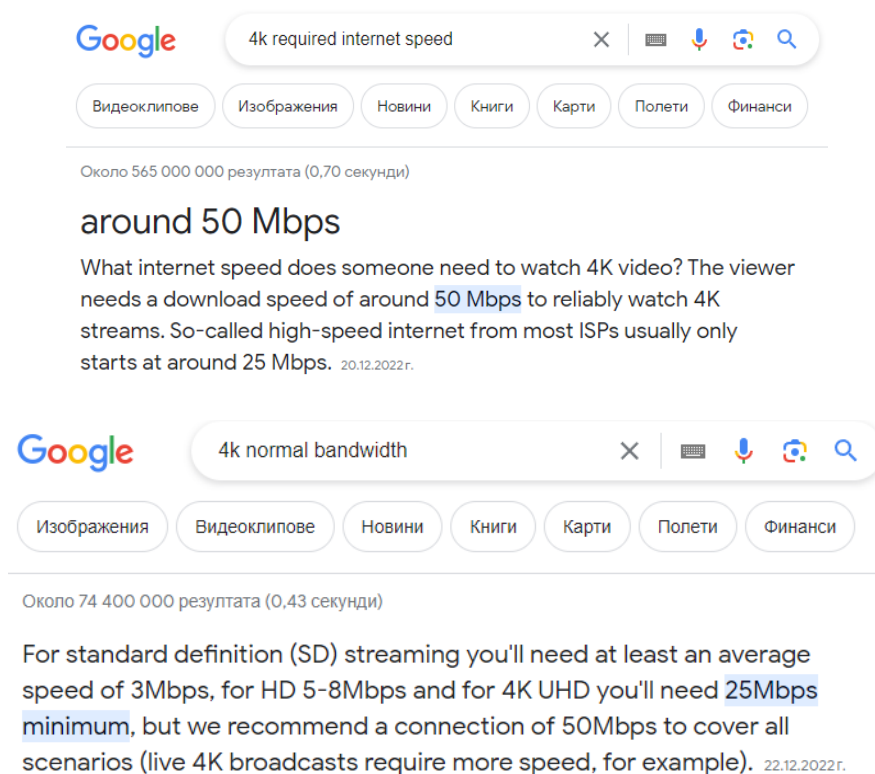 Google
4k required internet speed
Видеоклипове Изображения Новини Книги Карти Полети Финанси
Около 565 000 000 резултата (0,70 секунди)
around 50 Mbps
What internet speed does someone need to watch 4K video? The viewer
needs a download speed of around 50 Mbps to reliably watch 4K
streams. So-called high-speed internet from most ISPs usually only
starts at around 25 Mbps. 20.12.2022г.
Google
4k normal bandwidth
Изображения Видеоклипове Новини Книги Карти Полети Финанси
Около 74 400 000 резултата (0,43 секунди)
For standard definition (SD) streaming you'll need at least an average
speed of 3Mbps, for HD 5-8Mbps and for 4K UHD you'll need 25Mbps
minimum, but we recommend a connection of 50Mbps to cover all
scenarios (live 4K broadcasts require more speed, for example). 22.12.2022г.